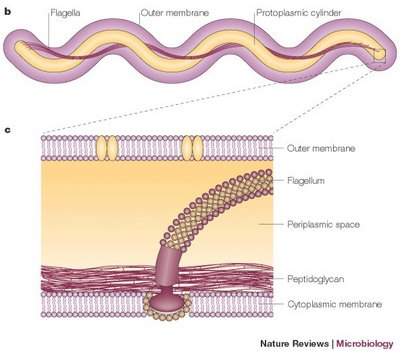 b
Flagella
Outer membrane
Protoplasmic cylinder
c
Outer membrane
Flagellum
Periplasmic space
Peptidoglycan
Cytoplasmic membrane
Nature Reviews | Microbiology